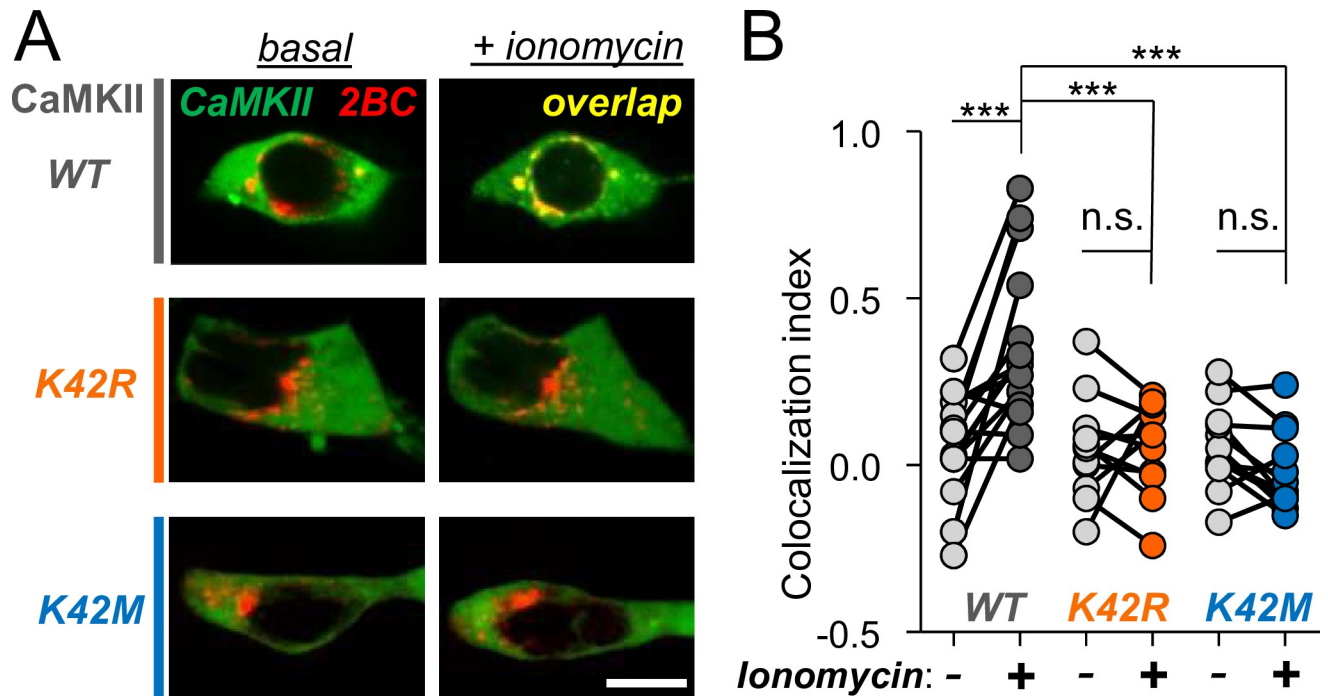 A
basal
+ ionomycin
CaMKII
WT
CaMKII 2BC
overlap
K42R
K42M
B
***
***
***
n.s.
n.s.
1.0
0.5
0.0
-0.5
Colocalization index
WT K42R K42M
Ionomycin: - + - + - +